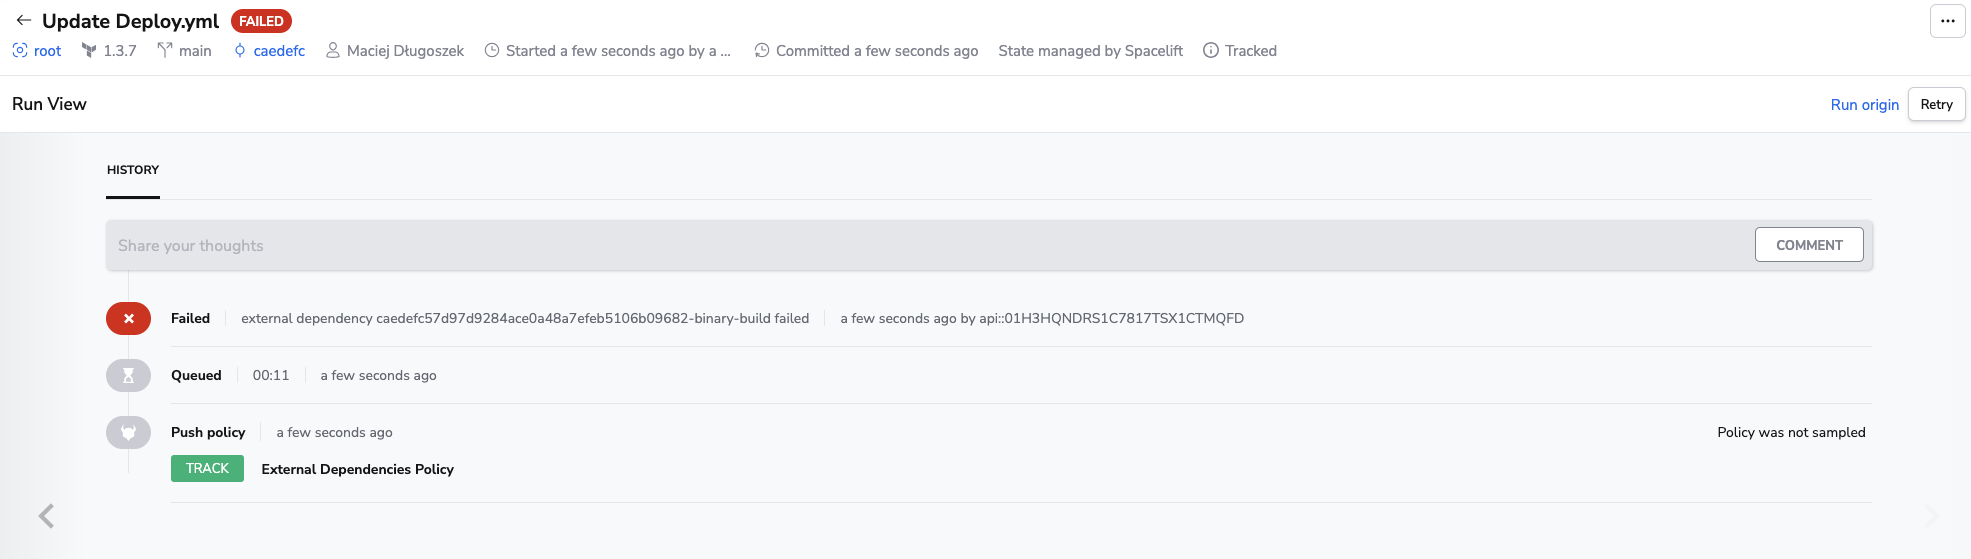 Update Deploy.yml FAILED
root 1.3.7 main caedefc Maciej Długoszek Started a few seconds ago by a ... Committed a few seconds ago State managed by Spacelift Tracked
Run View Run origin Retry
HISTORY
Share your thoughts COMMENT
Failed external dependency caedefc57d97d9284ace0a48a7efeb5106b09682-binary-build failed a few seconds ago by api::01H3HQNDRS1C7817TSX1CTMQFD
Queued 00:11 a few seconds ago
Push policy a few seconds ago Policy was not sampled
TRACK External Dependencies Policy